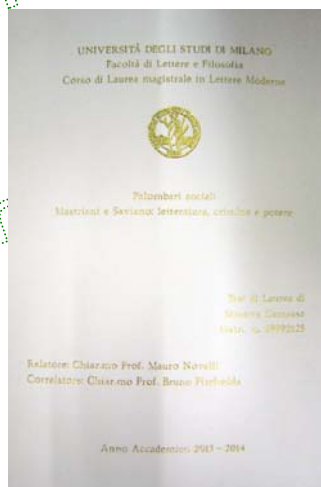 UNIVERSITÀ DEGLI STUDI DI MILANO
Facoltà di Lettere e Filosofia
Corso di Laurea magistrale in Lettere Moderne
Palombari sociali
Mastriani e Saviano: letteratura, crimine e potere
Tesi di Laurea di
Matr. n.
Relatore: Chiar.mo Prof. Mauro Novelli
Correlatore: Chiar.mo Prof. Bruno
Anno Accademico: 2013 - 2014